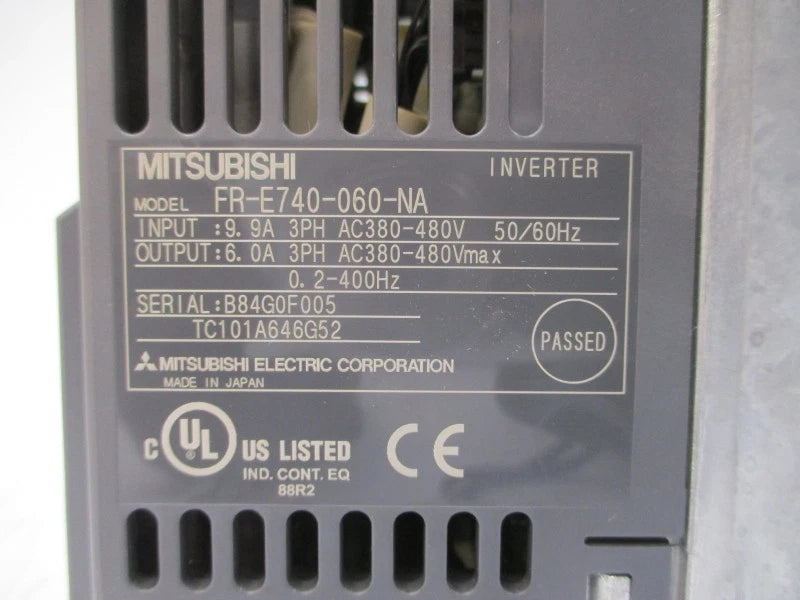 MITSUBISHI INVERTER
MODEL FR-E740-060-NA
INPUT :9.9A 3PH AC380-480V 50/60Hz
OUTPUT:6.0A 3PH AC380-480Vmax
0.2-400Hz
SERIAL:B84G0F005
TC101A646G52
PASSED
MITSUBISHI ELECTRIC CORPORATION
MADE IN JAPAN
C UL ® US LISTED CE
IND. CONT. EQ
88R2